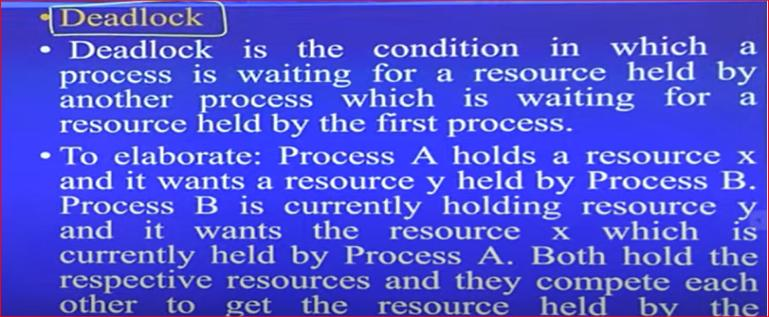 • Deadlock
• Deadlock is the condition in which a
process is waiting for a resource held by
another process which is waiting for a
resource held by the first process.
• To elaborate: Process A holds a resource x
and it wants a resource y held by Process B.
Process B is currently holding resource y
and it wants the resource x which is
currently held by Process A. Both hold the
respective resources and they compete each
other to get the resource held by the